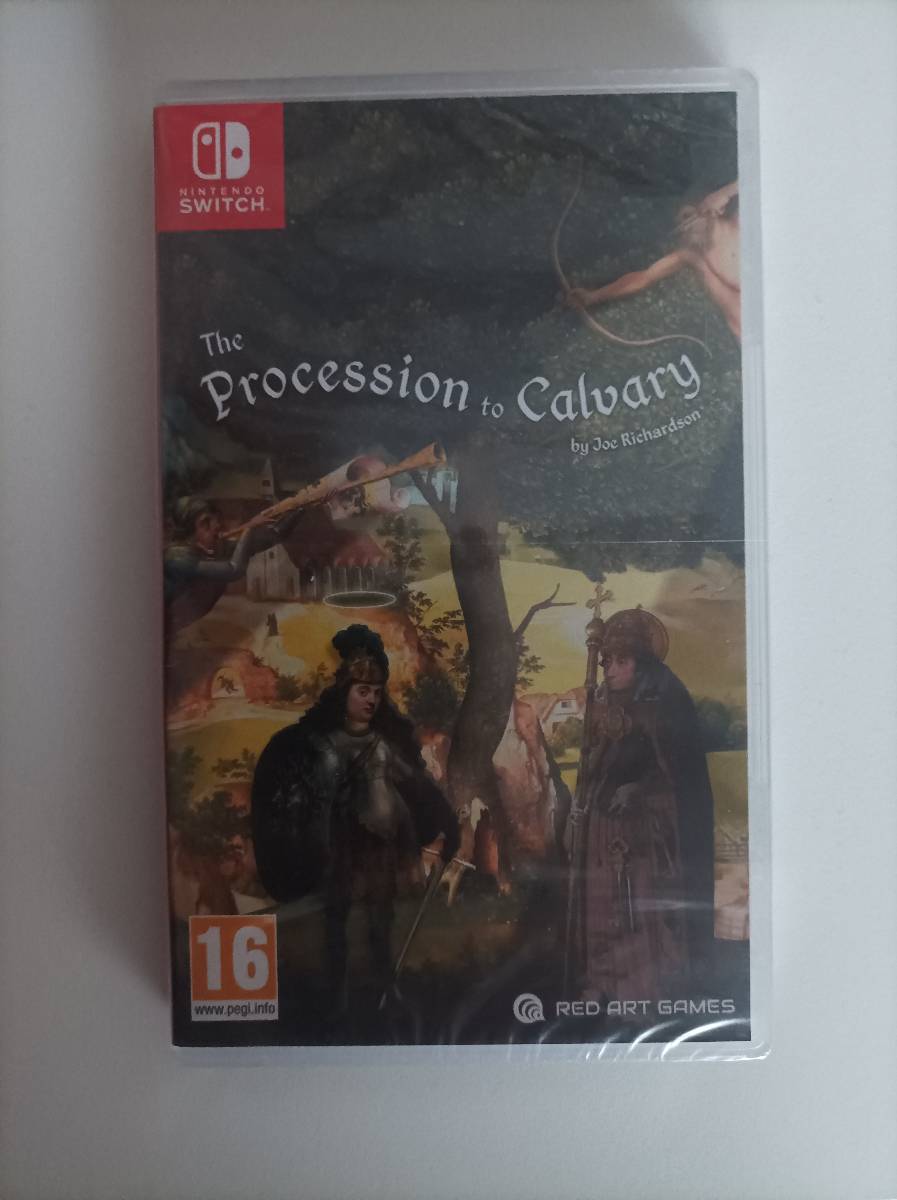 NINTENDO
SWITCH
The
Procession to Calvary
by Joe Richardson
16
www.pegi.info
RED ART GAMES